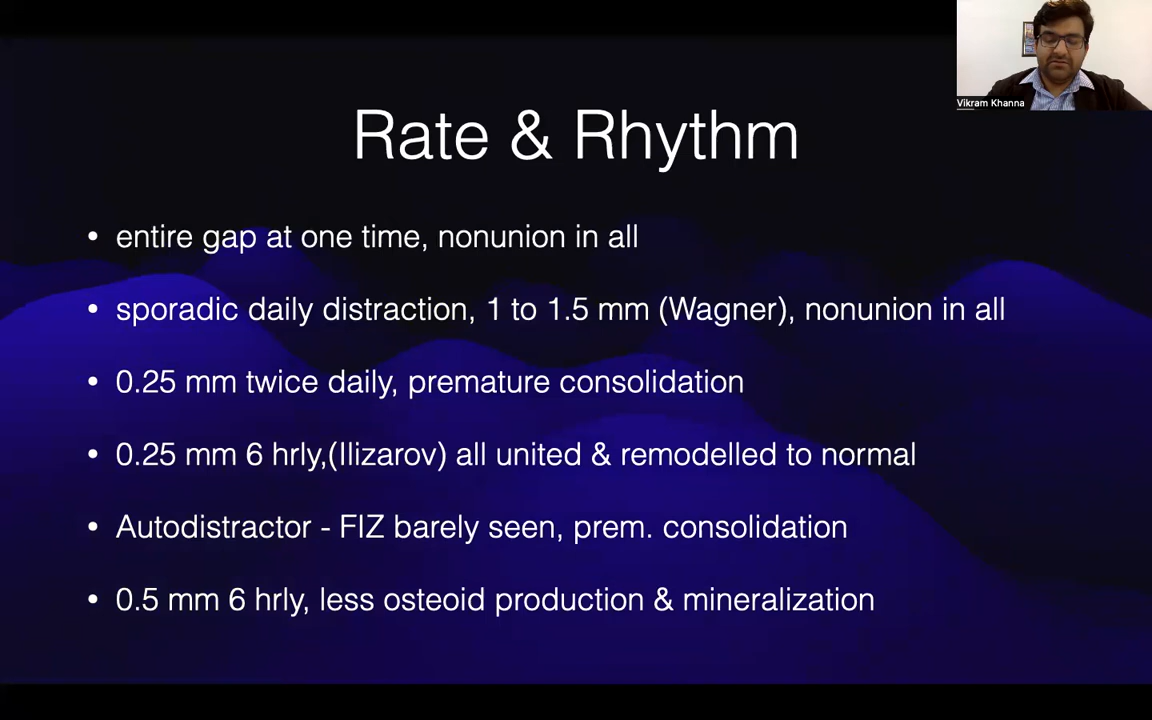 Vikram Khanna
Rate & Rhythm
• entire gap at one time, nonunion in all
• sporadic daily distraction, 1 to 1.5 mm (Wagner), nonunion in all
• 0.25 mm twice daily, premature consolidation
• 0.25 mm 6 hrly,(Ilizarov) all united & remodelled to normal
• Autodistractor - FIZ barely seen, prem. consolidation
• 0.5 mm 6 hrly, less osteoid production & mineralization